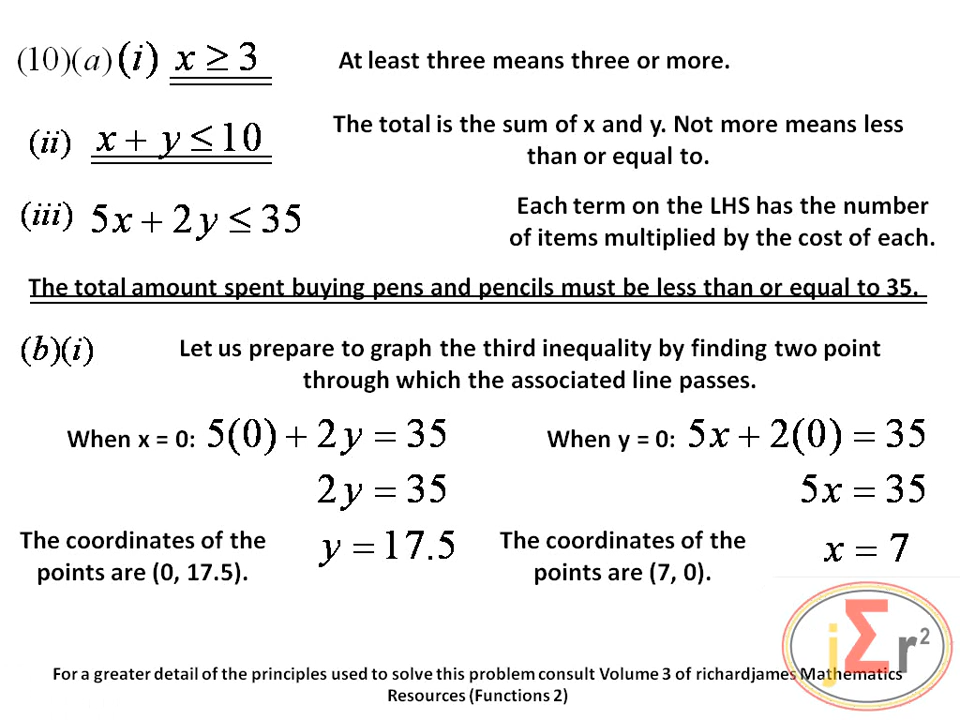 (10)(a)(i) x ≥ 3 At least three means three or more.
(ii) x + y ≤ 10 The total is the sum of x and y. Not more means less
than or equal to.
(iii) 5x + 2y ≤ 35 Each term on the LHS has the number
of items multiplied by the cost of each.
The total amount spent buying pens and pencils must be less than or equal to 35.
(b)(i) Let us prepare to graph the third inequality by finding two point
through which the associated line passes.
When x = 0: 5(0) + 2y = 35 When y = 0: 5x + 2(0) = 35
2y = 35 5x = 35
The coordinates of the
points are (0, 17.5). y = 17.5
The coordinates of the
points are (7, 0). x = 7
jΣr²
For a greater detail of the principles used to solve this problem consult Volume 3 of richardjames Mathematics
Resources (Functions 2)